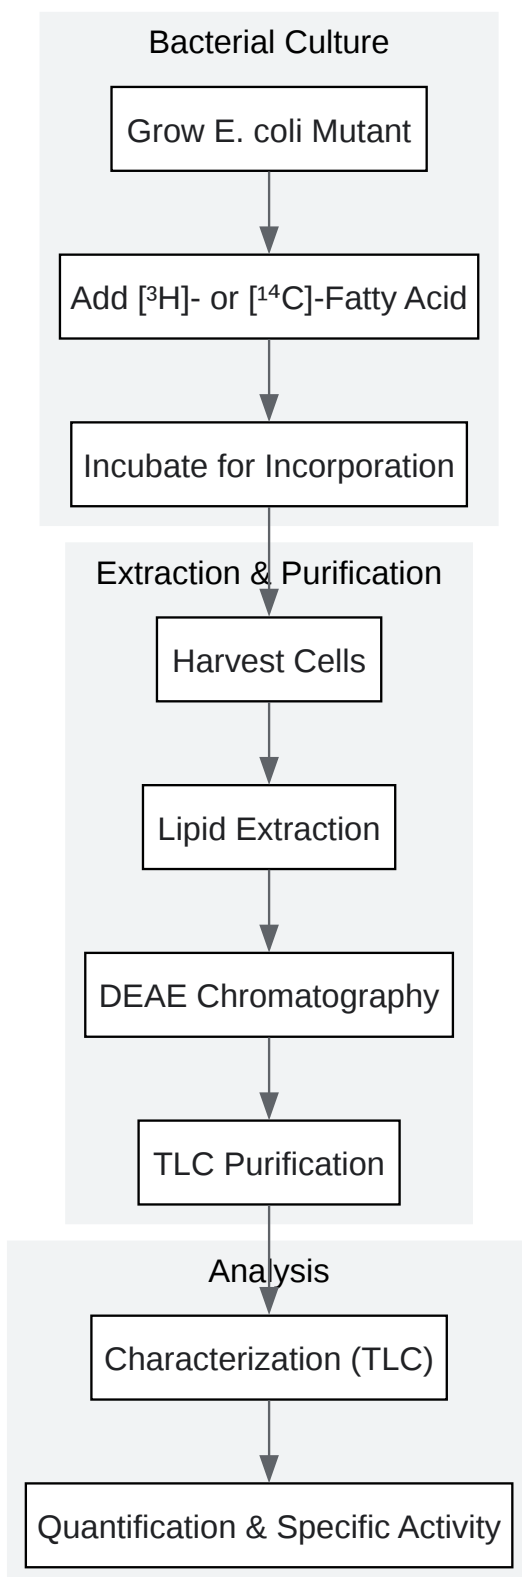 Bacterial Culture
Grow E. coli Mutant
Add [³H]- or [¹⁴C]-Fatty Acid
Incubate for Incorporation
Extraction & Purification
Harvest Cells
Lipid Extraction
DEAE Chromatography
TLC Purification
Analysis
Characterization (TLC)
Quantification & Specific Activity